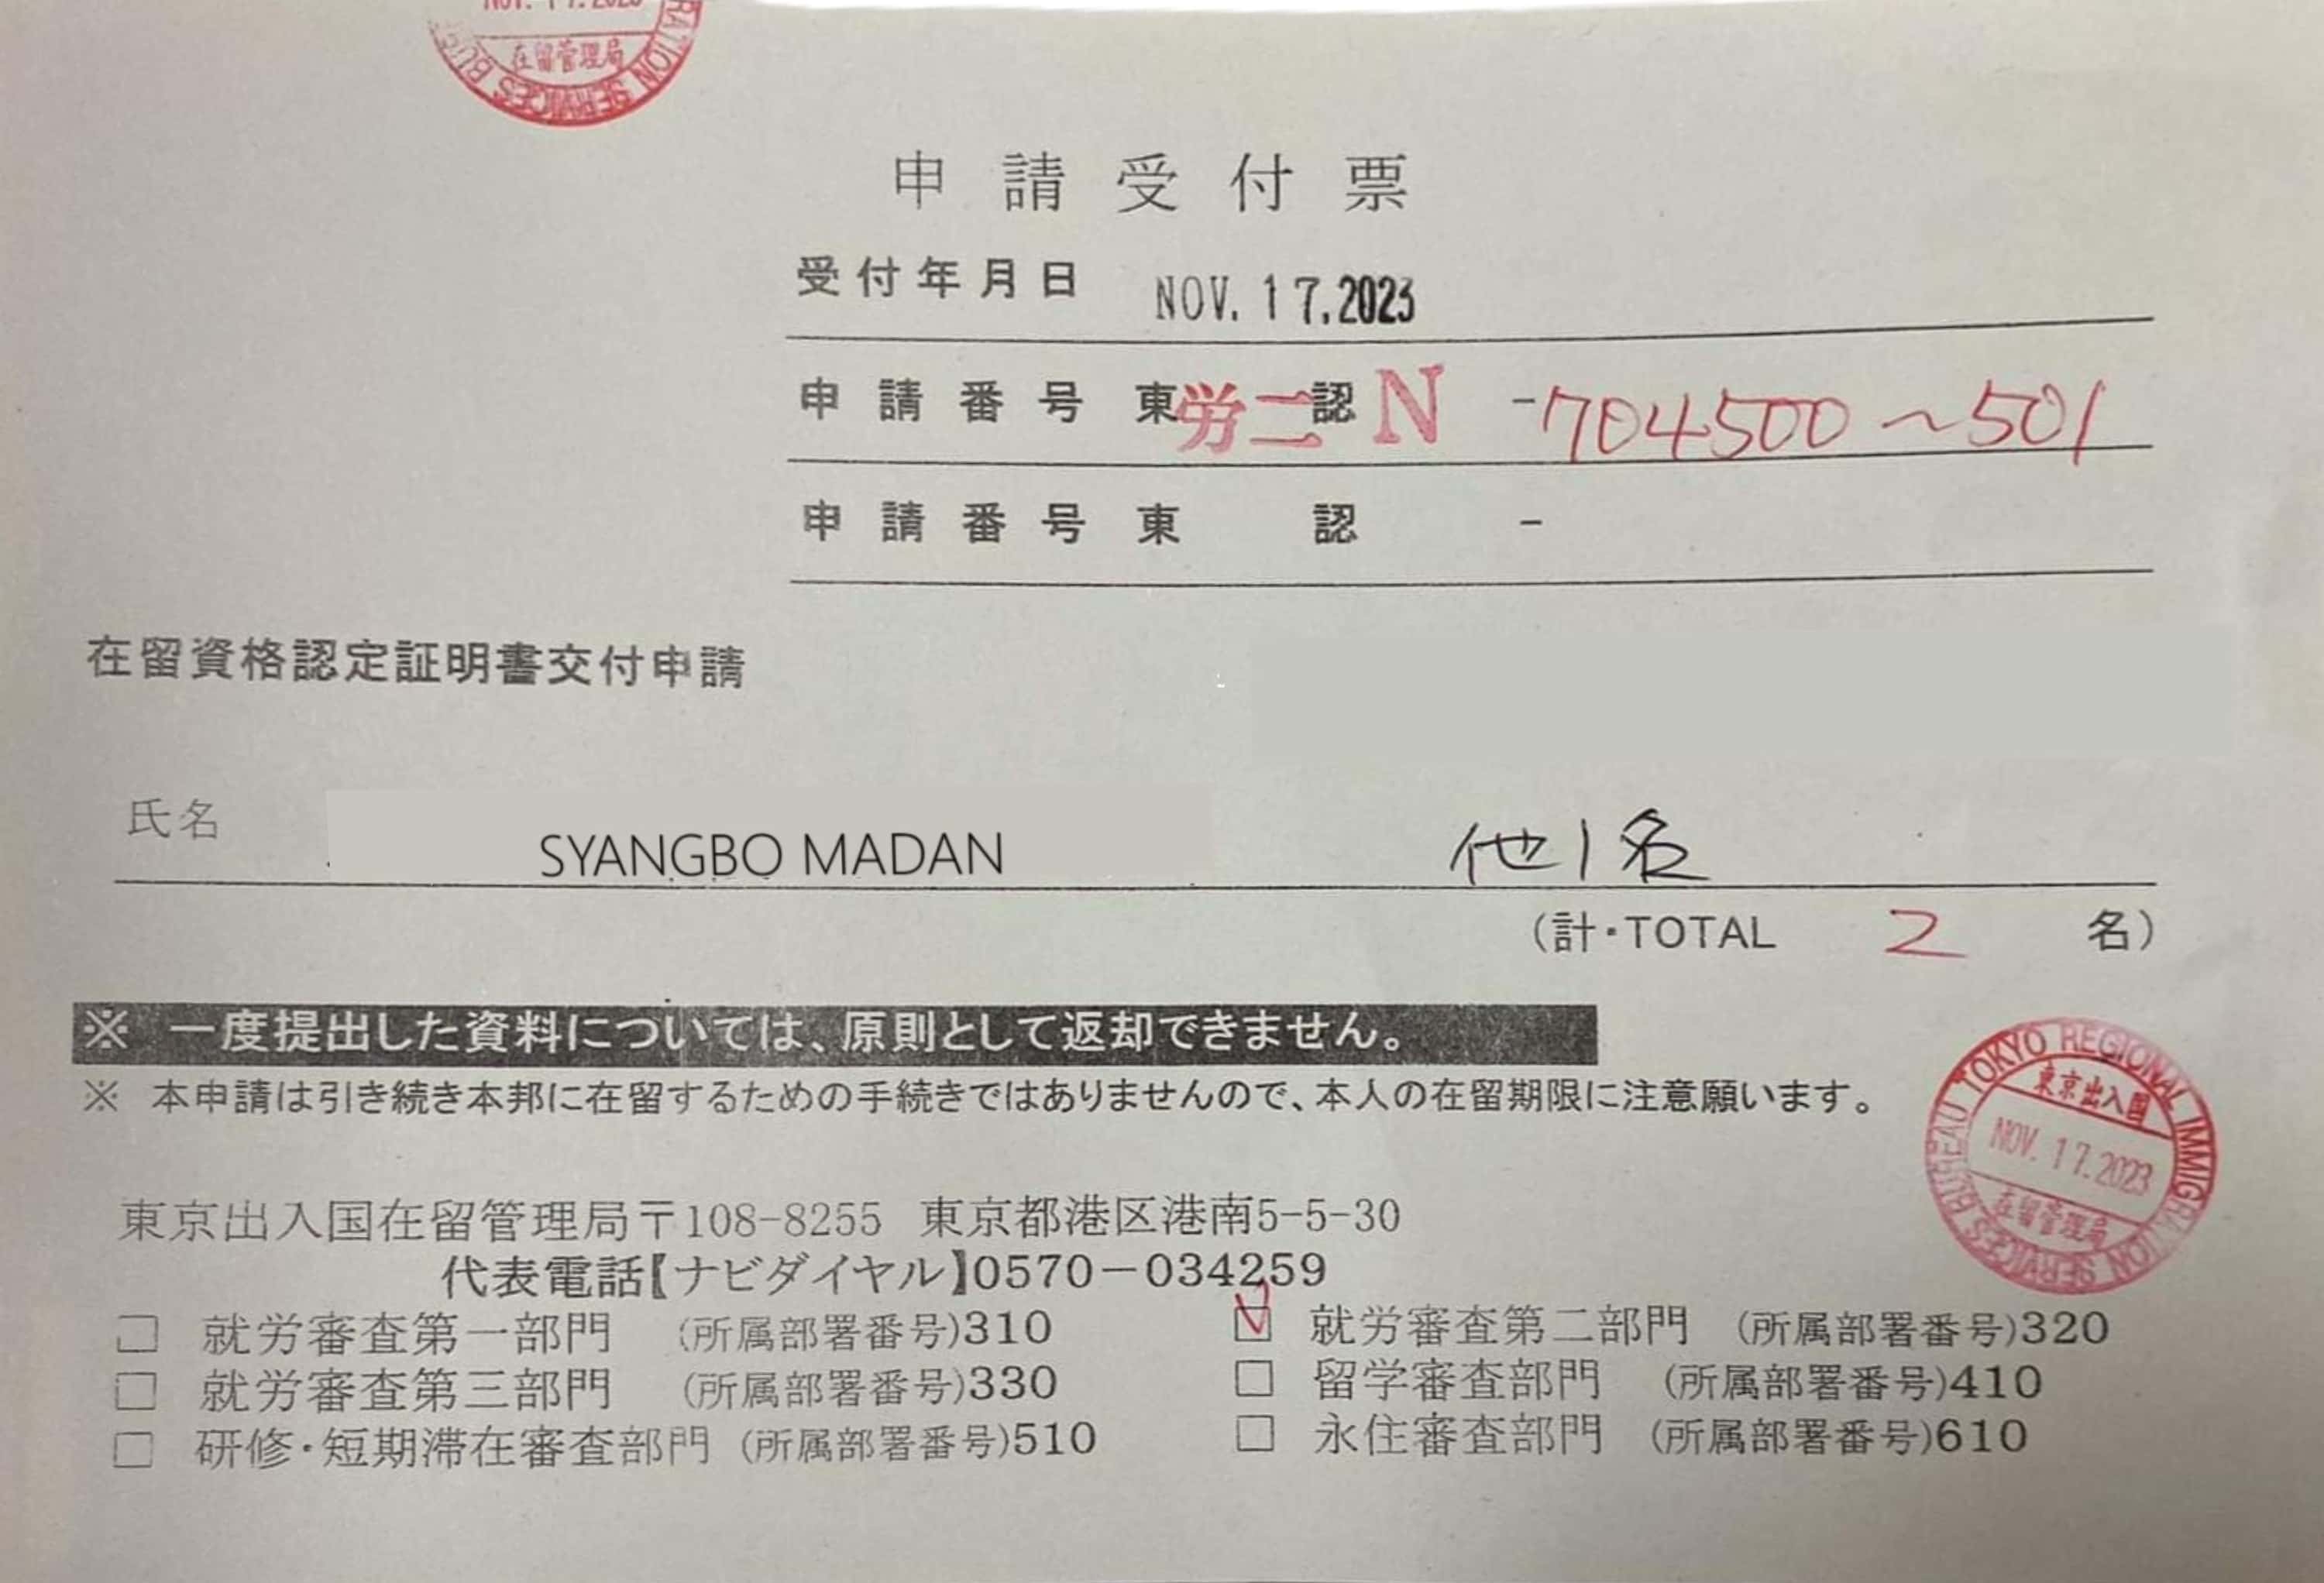 NOV. 17.2023
在留管理局
RATION SERVICES BU
申請受付票
受付年月日 NOV. 17.2023
申請番号 東労二認N -704500～501
申請番号 東 認 -
在留資格認定証明書交付申請
氏名 SYANGBO MADAN 他1名
(計・TOTAL 2 名)
※ 一度提出した資料については、原則として返却できません。
※ 本申請は引き続き本邦に在留するための手続きではありませんので、本人の在留期限に注意願います。
TOKYO REGIONAL IMMIGRATION SERVICES BUREAU
東京出入国
NOV. 17.2023
在留管理局
東京出入国在留管理局〒108-8255 東京都港区港南5-5-30
代表電話【ナビダイヤル】0570－034259
□ 就労審査第一部門 (所属部署番号)310 ☑ 就労審査第二部門 (所属部署番号)320
□ 就労審査第三部門 (所属部署番号)330 □ 留学審査部門 (所属部署番号)410
□ 研修・短期滞在審査部門 (所属部署番号)510 □ 永住審査部門 (所属部署番号)610